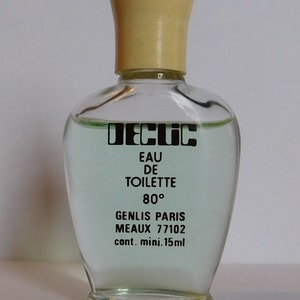 DECLIC
EAU
DE
TOILETTE
80°
GENLIS PARIS
MEAUX 77102
cont. mini. 15ml